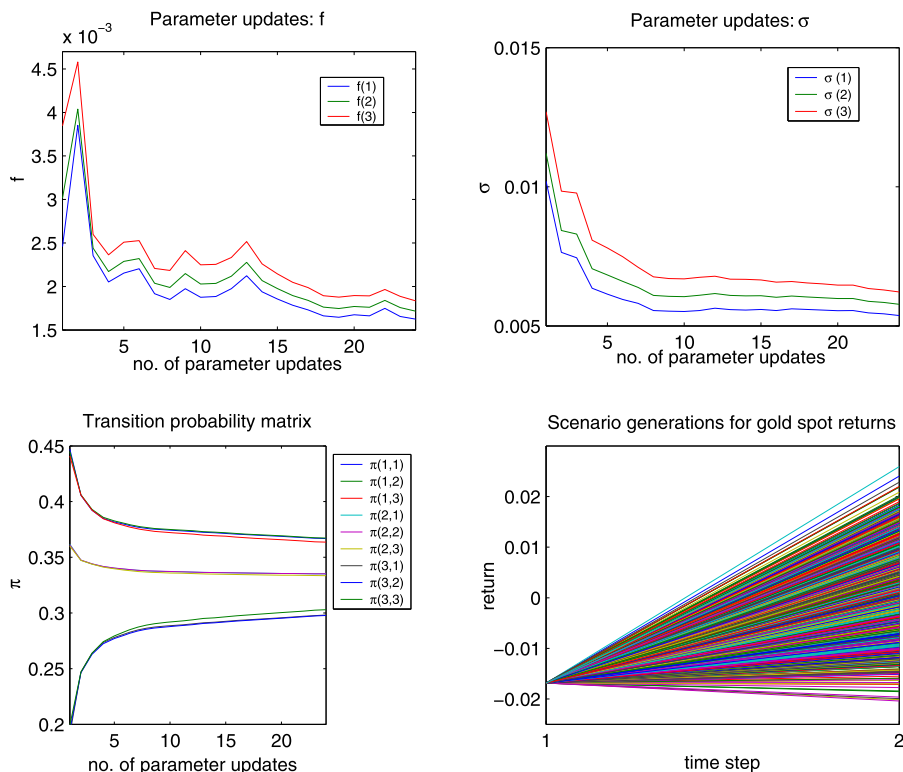 Parameter updates: f
x 10⁻³
4.5
4
3.5
3
2.5
2
1.5
f
5 10 15 20
no. of parameter updates
f(1)
f(2)
f(3)
Parameter updates: σ
0.015
0.01
0.005
σ
5 10 15 20
no. of parameter updates
σ (1)
σ (2)
σ (3)
Transition probability matrix
0.45
0.4
0.35
0.3
0.25
0.2
π
5 10 15 20
no. of parameter updates
π(1,1)
π(1,2)
π(1,3)
π(2,1)
π(2,2)
π(2,3)
π(3,1)
π(3,2)
π(3,3)
Scenario generations for gold spot returns
0.02
0.01
0
−0.01
−0.02
return
1 2
time step